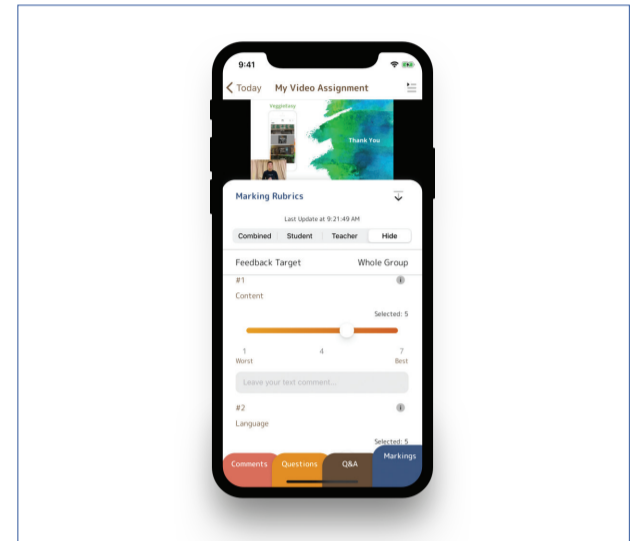 9:41
Today My Video Assignment
VeggieEasy
Thank You
Marking Rubrics
Last Update at 9:21:49 AM
Combined Student Teacher Hide
Feedback Target Whole Group
#1
Content
Selected: 5
1 4 7
Worst Best
Leave your text comment...
#2
Language
Selected: 5
Comments Questions Q&A Markings